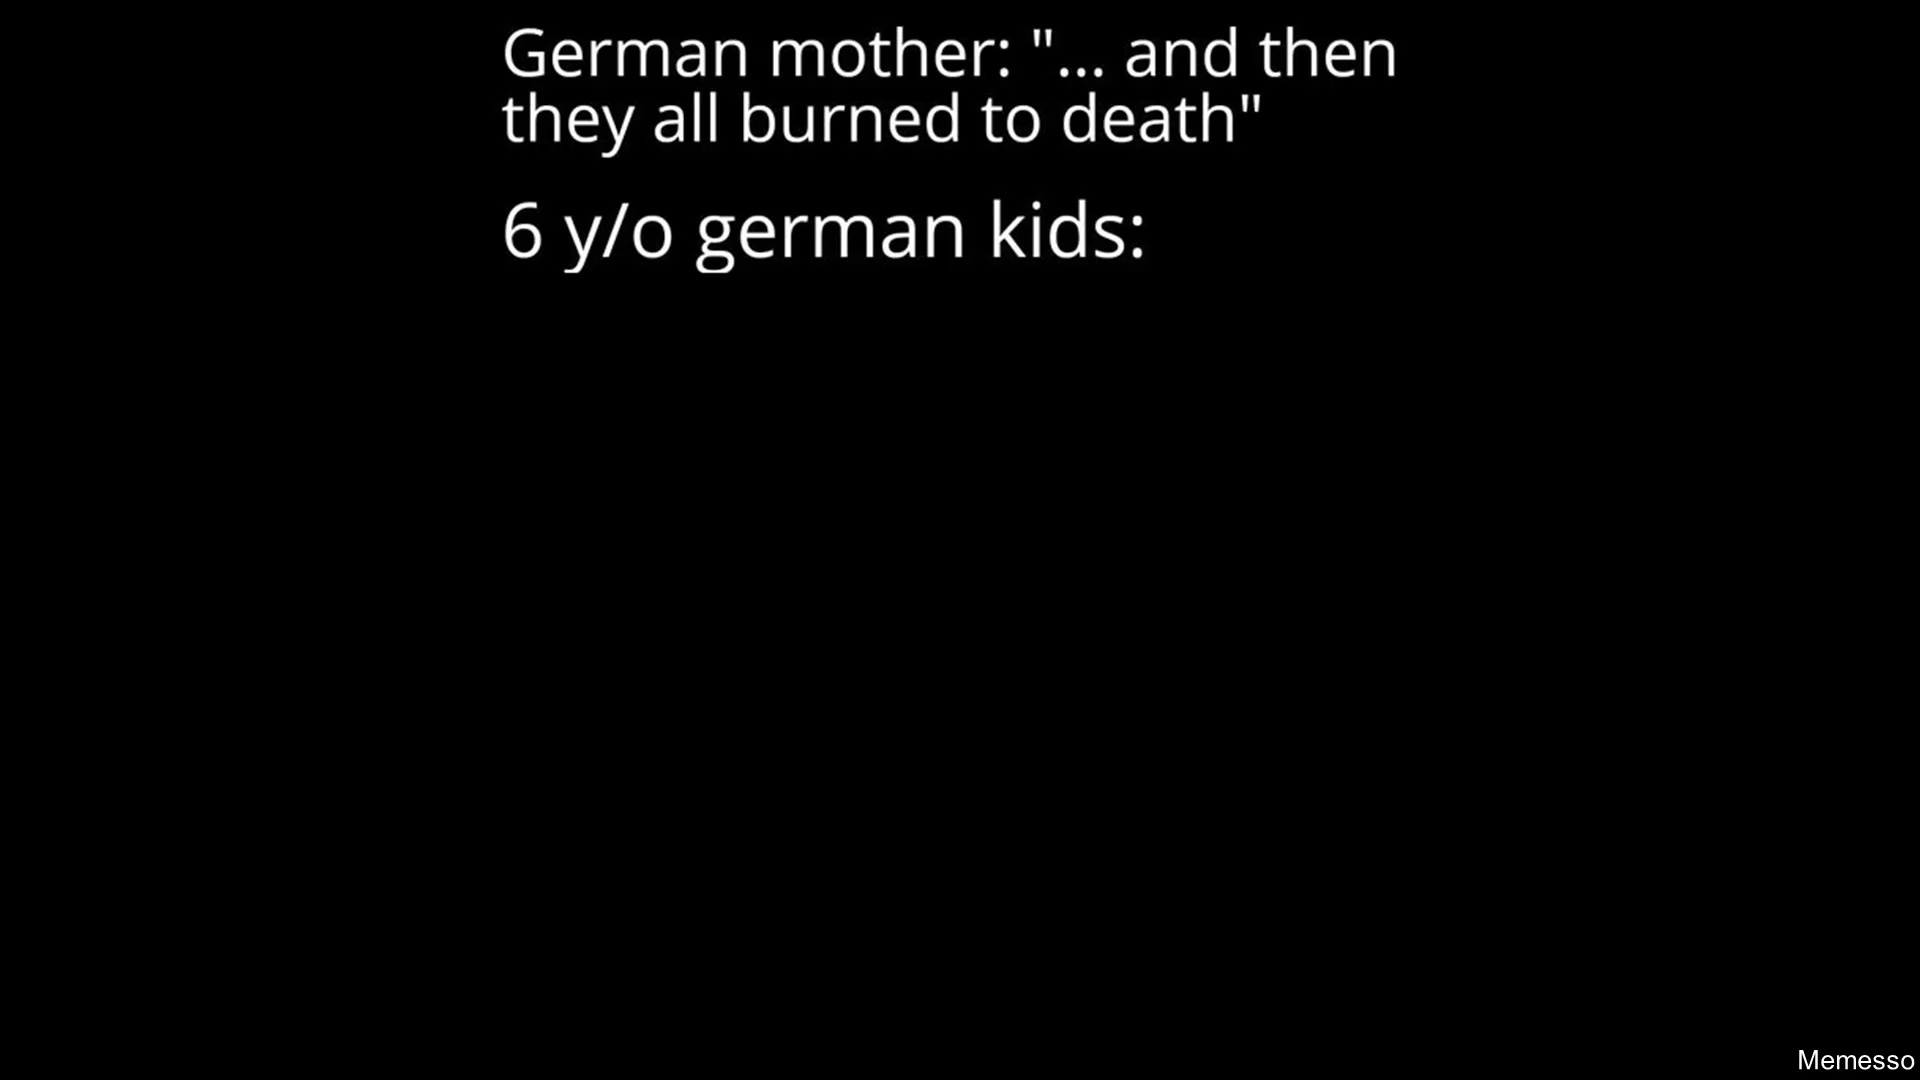 German mother: "... and then
they all burned to death"
6 y/o german kids:
Memesso